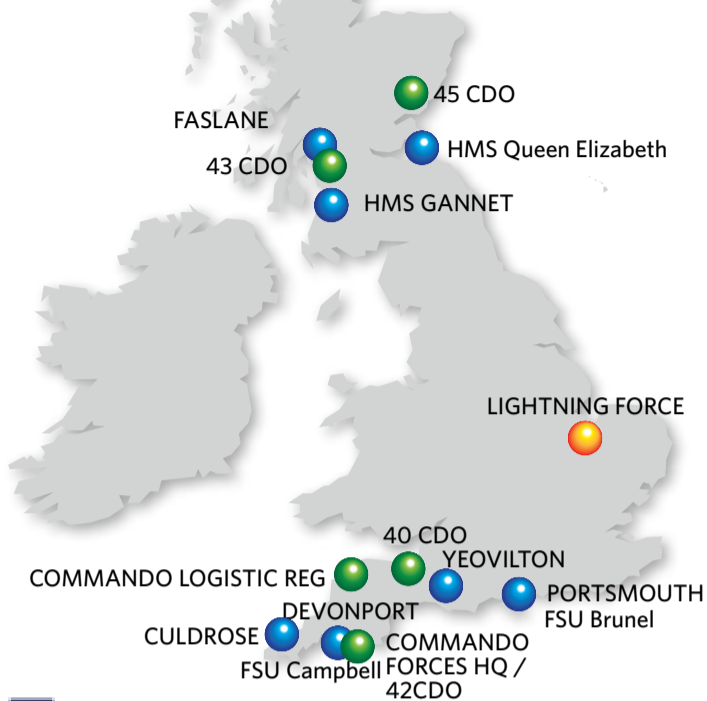 45 CDO
FASLANE
43 CDO
HMS Queen Elizabeth
HMS GANNET
LIGHTNING FORCE
40 CDO
YEOVILTON
COMMANDO LOGISTIC REG
PORTSMOUTH
FSU Brunel
DEVONPORT
CULDROSE
FSU Campbell
COMMANDO
FORCES HQ /
42CDO